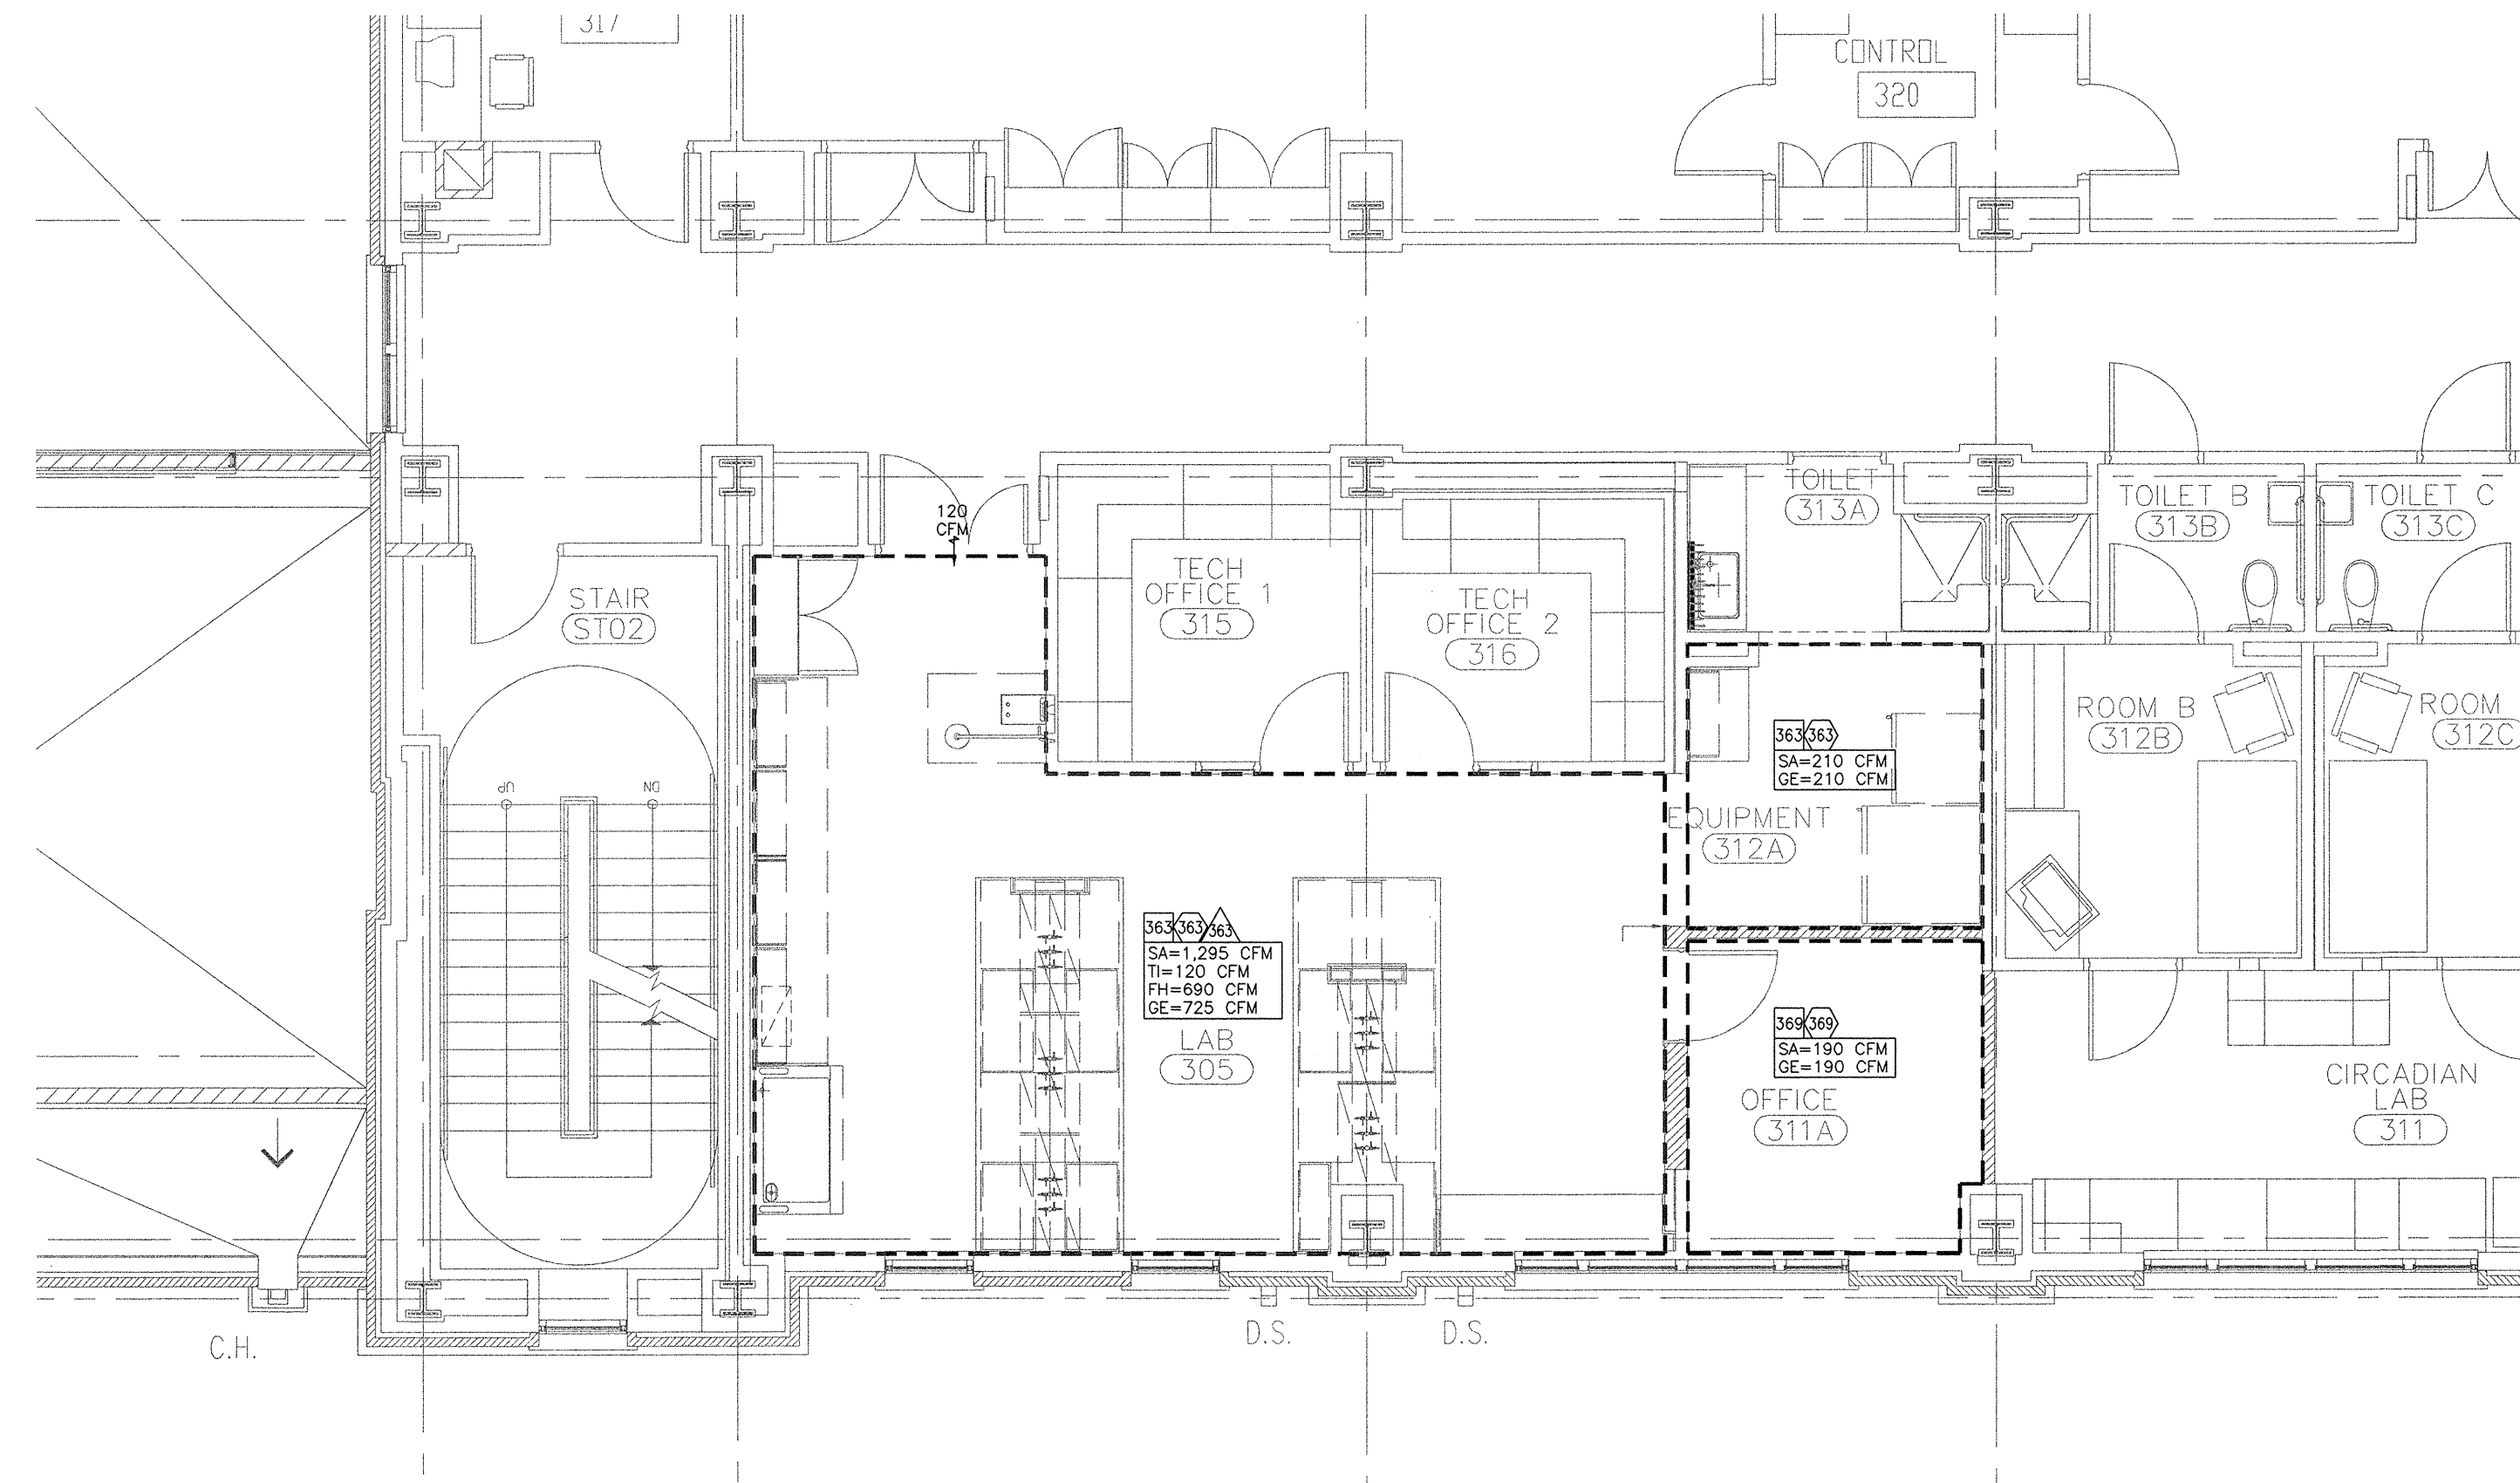 317
CONTROL
320
120
CFM
TOILET
313A
TOILET B
313B
TOILET C
313C
STAIR
ST02
TECH
OFFICE 1
315
TECH
OFFICE 2
316
ROOM B
312B
ROOM
312C
363 363
SA=210 CFM
GE=210 CFM
EQUIPMENT
312A
UP
DN
363 363 363
SA=1,295 CFM
TI=120 CFM
FH=690 CFM
GE=725 CFM
LAB
305
369 369
SA=190 CFM
GE=190 CFM
OFFICE
311A
CIRCADIAN
LAB
311
C.H.
D.S.
D.S.